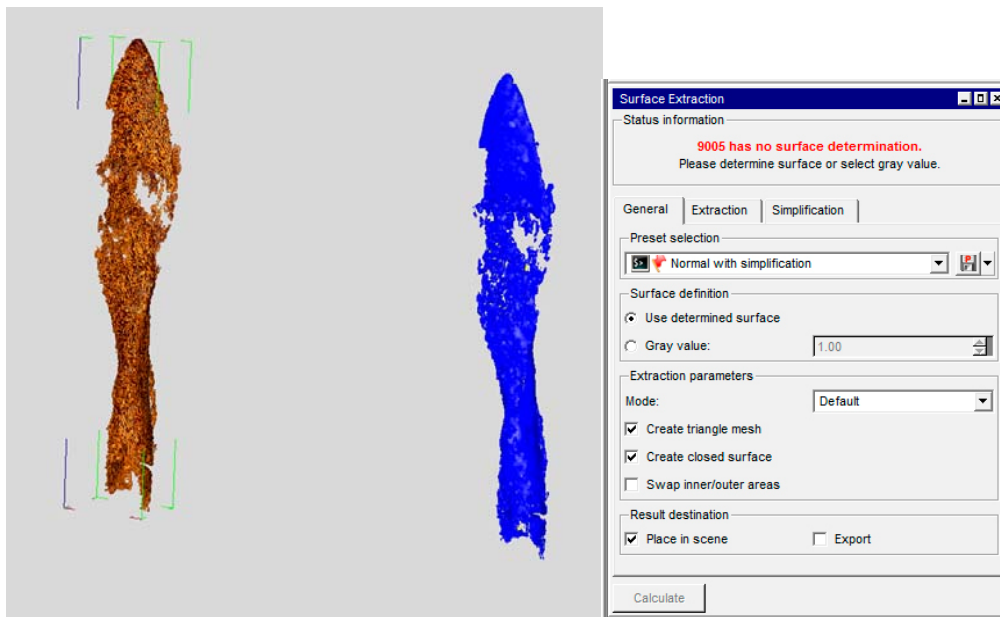 Surface Extraction
Status information
9005 has no surface determination.
Please determine surface or select gray value.
General Extraction Simplification
Preset selection
Normal with simplification
Surface definition
Use determined surface
Gray value: 1.00
Extraction parameters
Mode: Default
Create triangle mesh
Create closed surface
Swap inner/outer areas
Result destination
Place in scene Export
Calculate